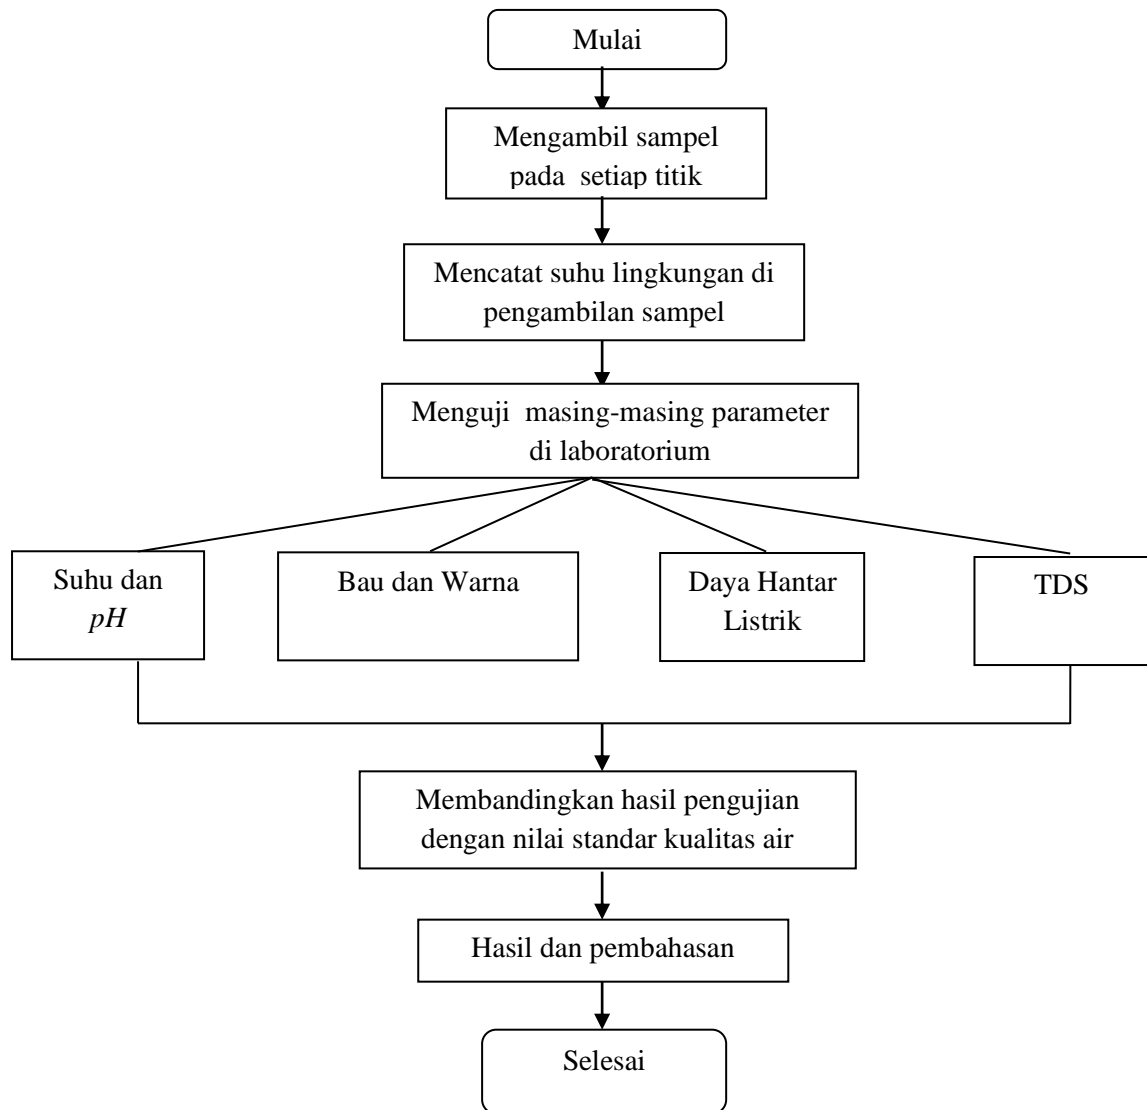 Mulai
Mengambil sampel
pada setiap titik
Mencatat suhu lingkungan di
pengambilan sampel
Menguji masing-masing parameter
di laboratorium
Suhu dan
pH
Bau dan Warna
Daya Hantar
Listrik
TDS
Membandingkan hasil pengujian
dengan nilai standar kualitas air
Hasil dan pembahasan
Selesai